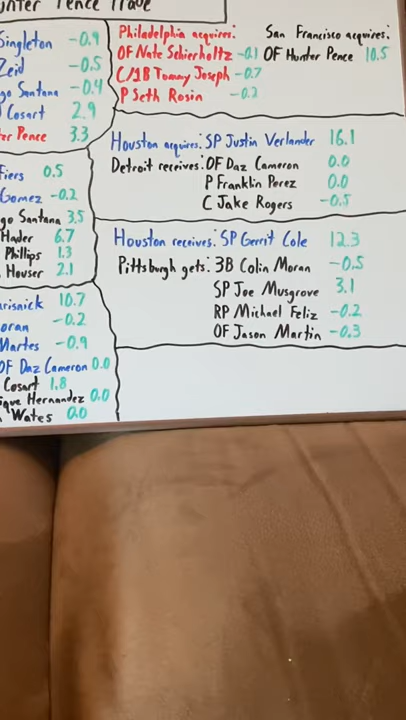 unter Pence Trade
Singleton -0.9
Zeid -0.5
go Santana -0.9
Cosart 2.9
ter Pence 3.3
Philadelphia acquires:
OF Nate Schierholtz -0.1
C/1B Tommy Joseph -0.7
P Seth Rosin -0.2
San Francisco acquires:
OF Hunter Pence 10.5
Houston acquires: SP Justin Verlander 16.1
Detroit receives: OF Daz Cameron 0.0
P Franklin Perez 0.0
C Jake Rogers -0.5
Fiers 0.5
Gomez -0.2
go Santana 3.5
Hader 6.7
Phillips 1.3
Houser 2.1
Houston receives: SP Gerrit Cole 12.3
Pittsburgh gets: 3B Colin Moran -0.5
SP Joe Musgrove 3.1
RP Michael Feliz -0.2
OF Jason Martin -0.3
arisnick 10.7
oran -0.2
Martes -0.9
OF Daz Cameron 0.0
Cosart 1.8
ique Hernandez 0.0
Wates 0.0